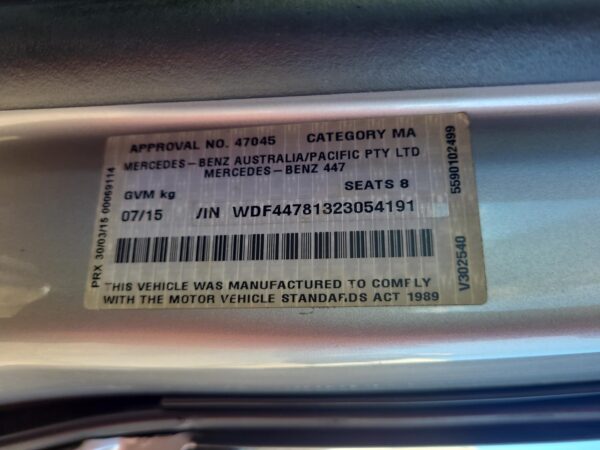 APPROVAL NO. 47045 CATEGORY MA
MERCEDES-BENZ AUSTRALIA/PACIFIC PTY LTD
MERCEDES-BENZ 447
GVM kg SEATS 8
07/15 /IN WDF44781323054191
THIS VEHICLE WAS MANUFACTURED TO COMPLY
WITH THE MOTOR VEHICLE STANDARDS ACT 1989
PRX 30/03/15 00069114
5590102499
V302540